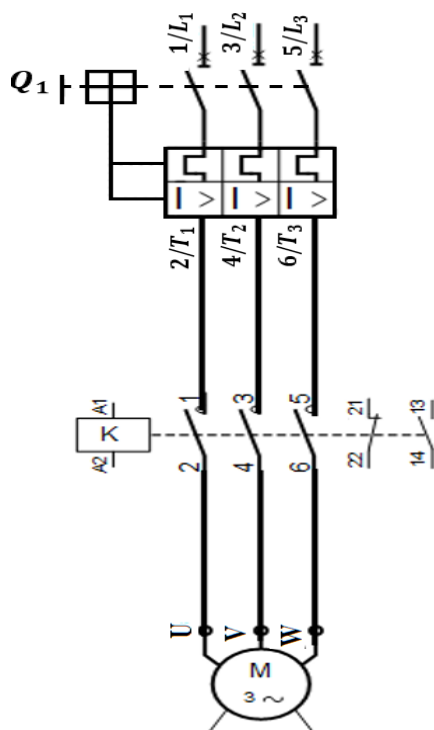 1/L₁ 3/L₂ 5/L₃
Q₁
I > I > I >
2/T₁ 4/T₂ 6/T₃
A1 1 3 5 21 13
K
A2 2 4 6 22 14
U V W
M
3 ~